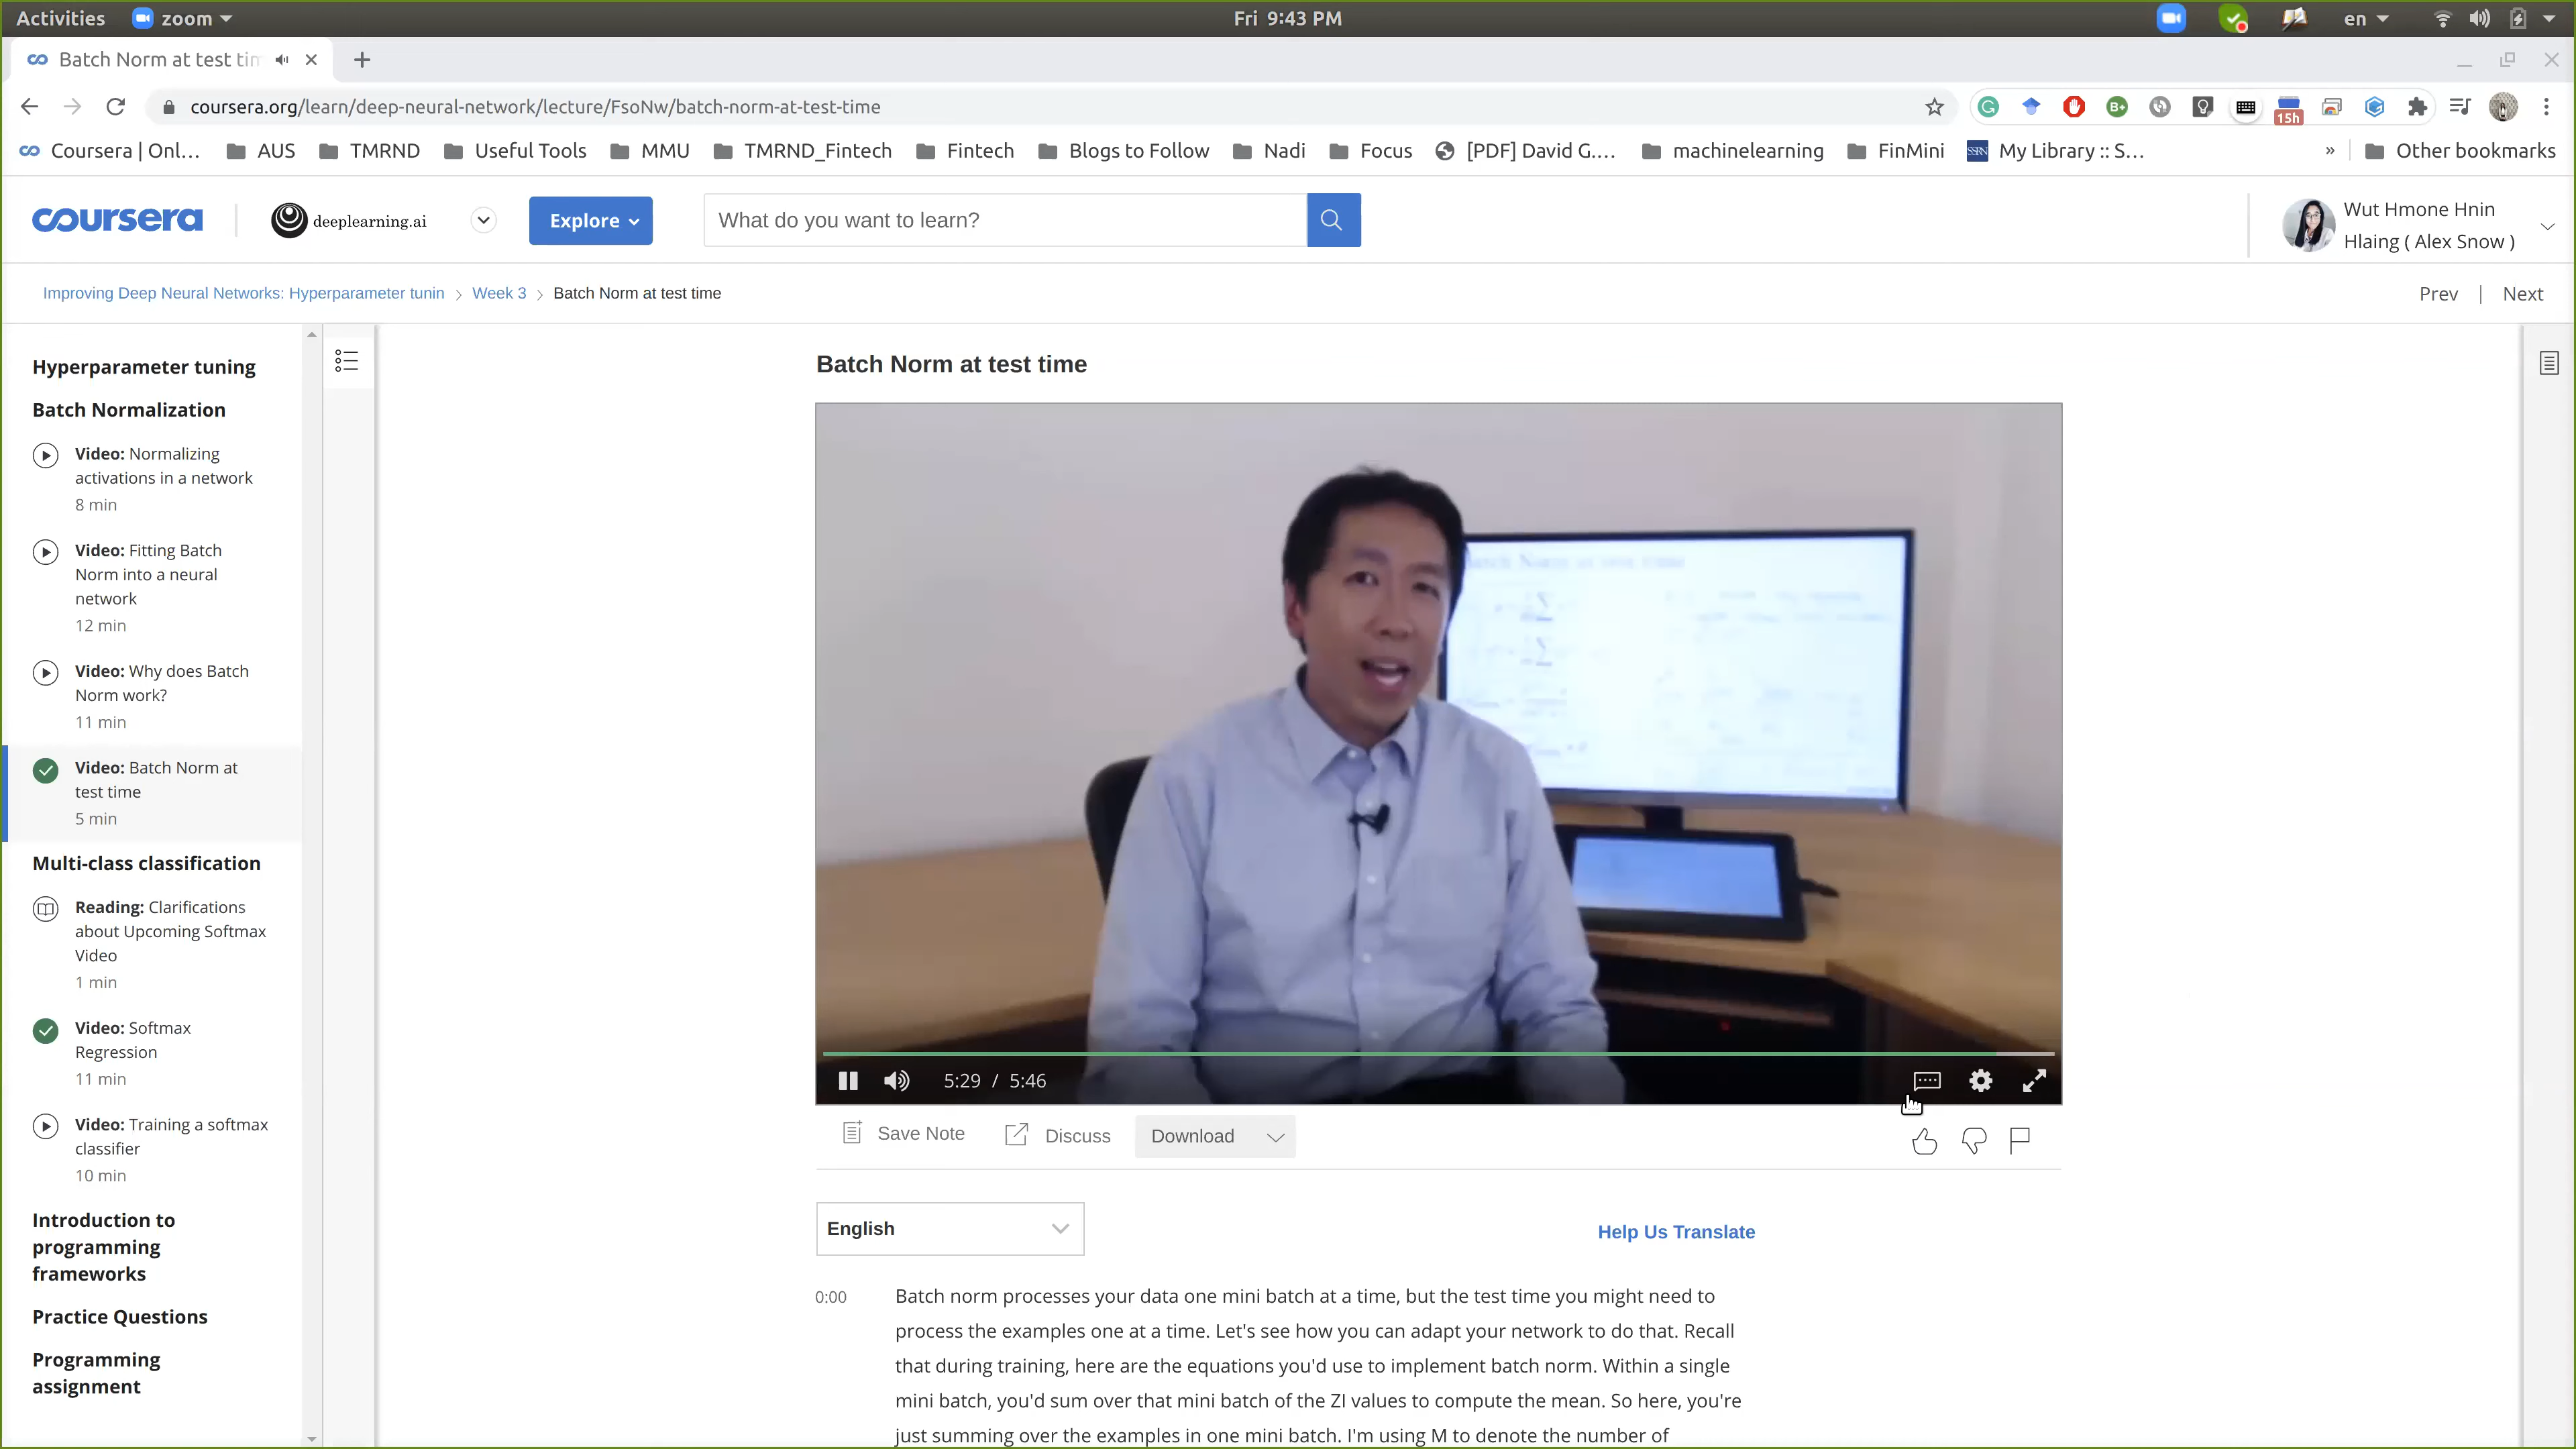 Activities zoom Fri 9:43 PM en
Batch Norm at test tim
coursera.org/learn/deep-neural-network/lecture/FsoNw/batch-norm-at-test-time
15h
Coursera | Onl... AUS TMRND Useful Tools MMU TMRND_Fintech Fintech Blogs to Follow Nadi Focus [PDF] David G.... machinelearning FinMini SSRN My Library :: S... » Other bookmarks
coursera deeplearning.ai Explore What do you want to learn?
Wut Hmone Hnin
Hlaing ( Alex Snow )
Improving Deep Neural Networks: Hyperparameter tunin > Week 3 > Batch Norm at test time
Prev | Next
Hyperparameter tuning
Batch Normalization
Video: Normalizing
activations in a network
8 min
Video: Fitting Batch
Norm into a neural
network
12 min
Video: Why does Batch
Norm work?
11 min
Video: Batch Norm at
test time
5 min
Multi-class classification
Reading: Clarifications
about Upcoming Softmax
Video
1 min
Video: Softmax
Regression
11 min
Video: Training a softmax
classifier
10 min
Introduction to
programming
frameworks
Practice Questions
Programming
assignment
Batch Norm at test time
Batch Norm at test time
5:29 / 5:46
Save Note Discuss Download
English
Help Us Translate
0:00 Batch norm processes your data one mini batch at a time, but the test time you might need to
process the examples one at a time. Let's see how you can adapt your network to do that. Recall
that during training, here are the equations you'd use to implement batch norm. Within a single
mini batch, you'd sum over that mini batch of the ZI values to compute the mean. So here, you're
just summing over the examples in one mini batch. I'm using M to denote the number of